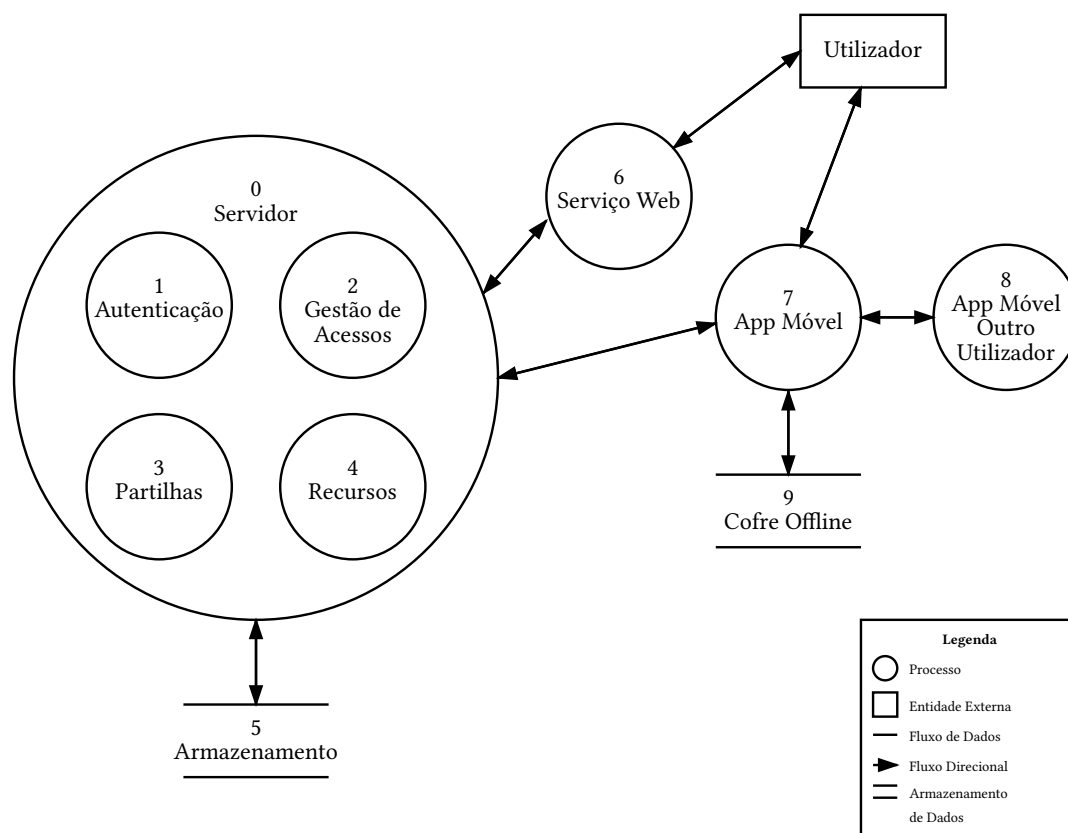 Utilizador
6
Serviço Web
0
Servidor
1
Autenticação
2
Gestão de
Acessos
7
App Móvel
8
App Móvel
Outro
Utilizador
3
Partilhas
4
Recursos
9
Cofre Offline
5
Armazenamento
Legenda
Processo
Entidade Externa
Fluxo de Dados
Fluxo Direcional
Armazenamento
de Dados